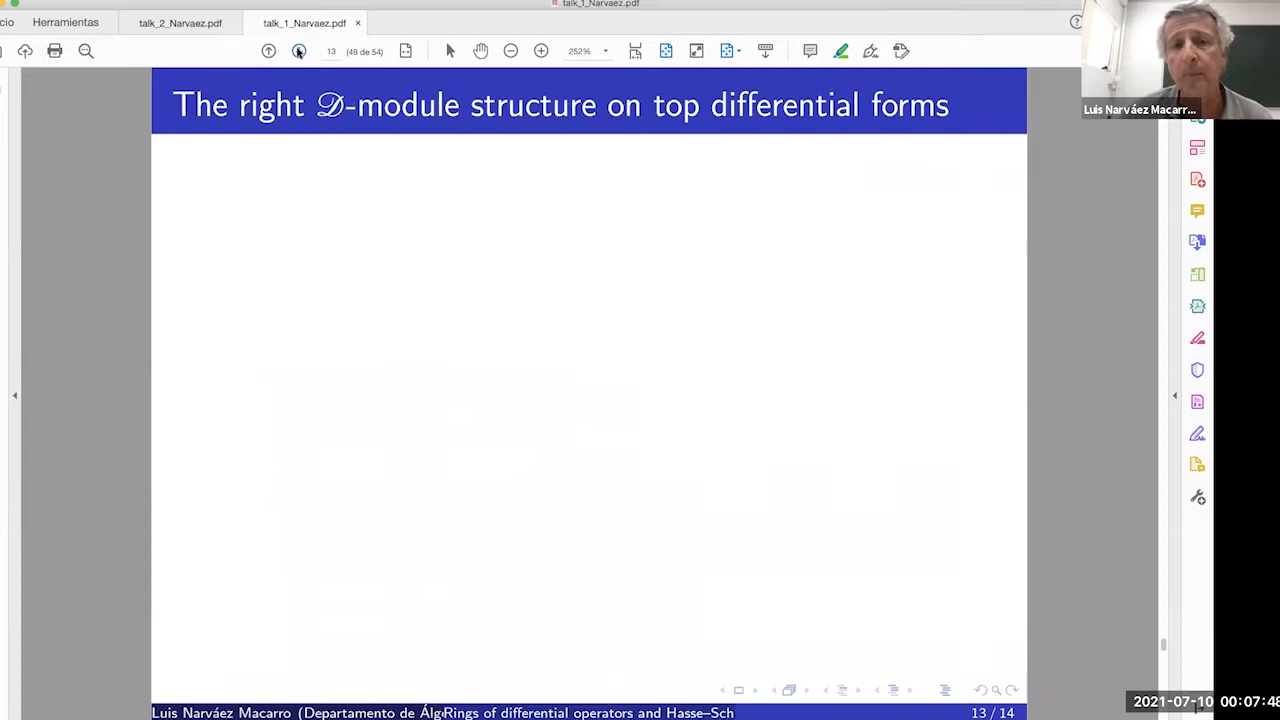 talk_1_Narvaez.pdf
cio Herramientas talk_2_Narvaez.pdf talk_1_Narvaez.pdf ×
13 (49 de 54) 252%
Luis Narváez Macarr...
The right 𝒟-module structure on top differential forms
Luis Narváez Macarro (Departamento de Álg Rings of differential operators and Hasse–Sch 13 / 14
2021-07-10 00:07:48